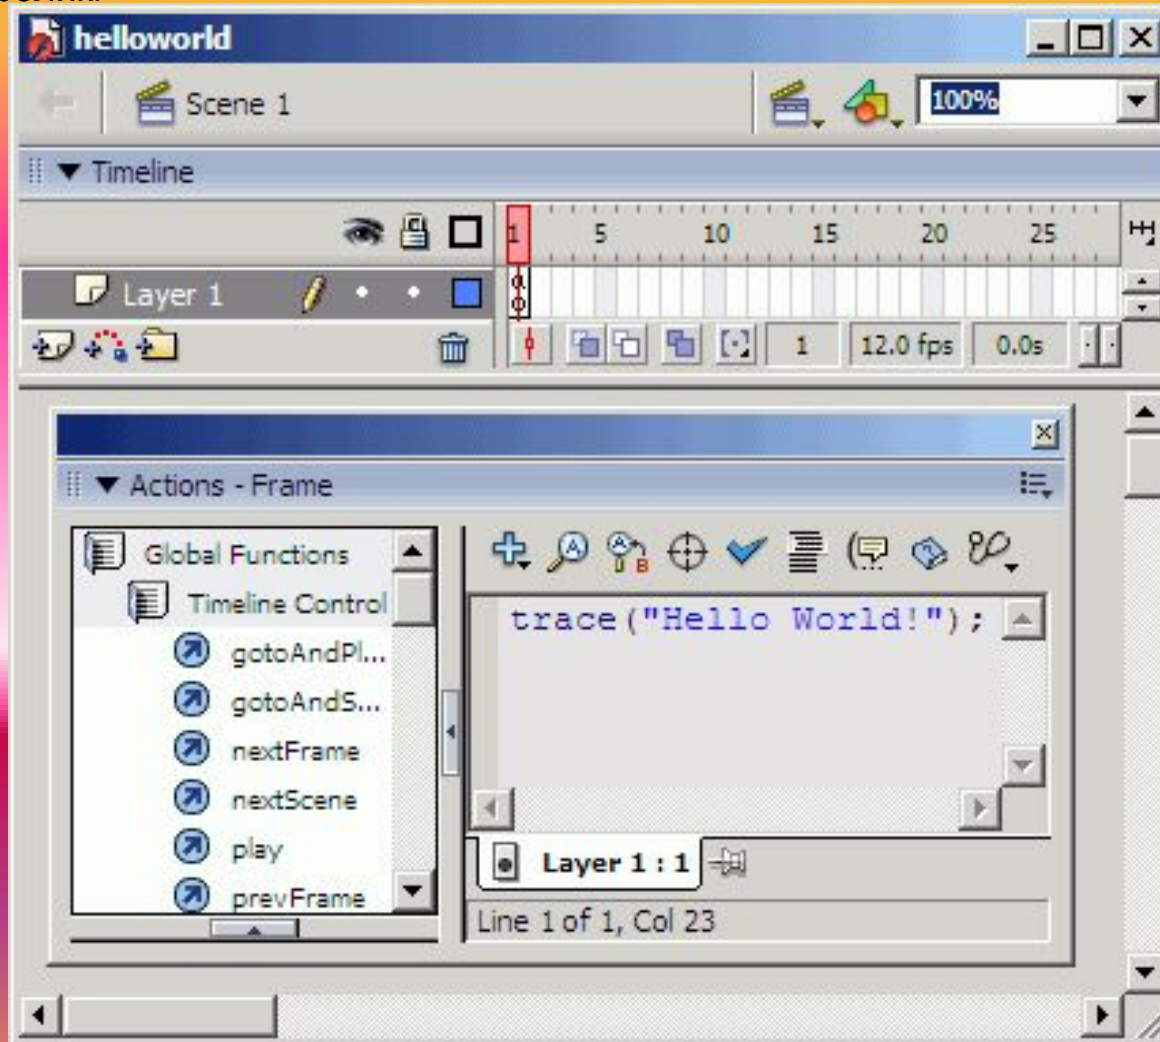 helloworld
Scene 1
100%
Timeline
1 5 10 15 20 25
Layer 1
1 12.0 fps 0.0s
Actions - Frame
Global Functions
Timeline Control
gotoAndPl...
gotoAndS...
nextFrame
nextScene
play
prevFrame
trace("Hello World!");
Layer 1 : 1
Line 1 of 1, Col 23